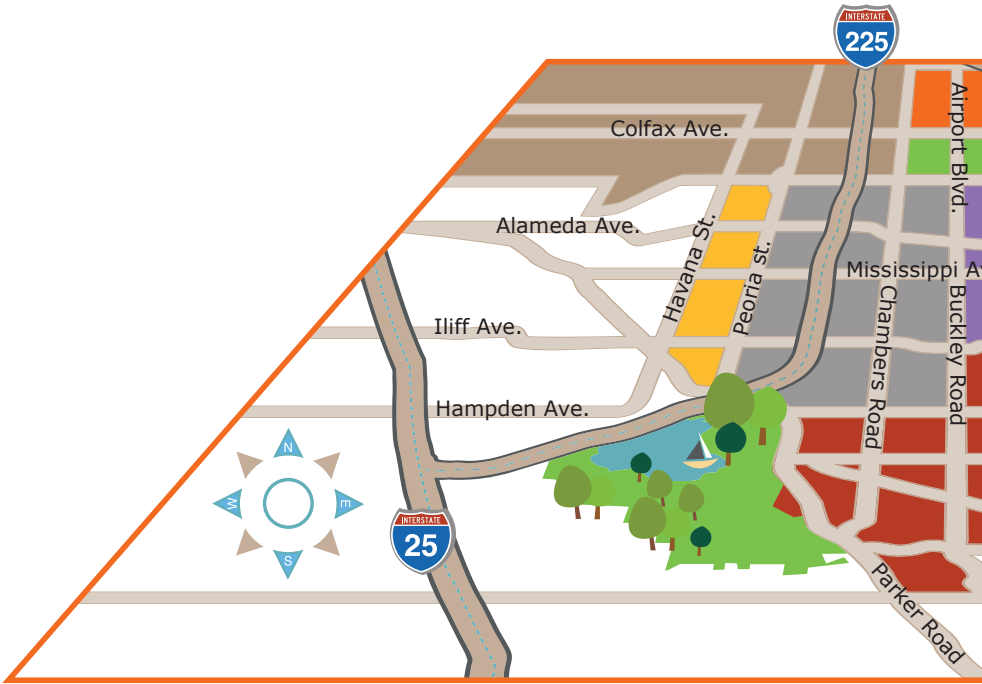 INTERSTATE
225
Airport Blvd.
Colfax Ave.
Alameda Ave.
Havana St.
Peoria st.
Mississippi Av
Chambers Road
Buckley Road
Iliff Ave.
Hampden Ave.
N
W
E
S
INTERSTATE
25
Parker Road